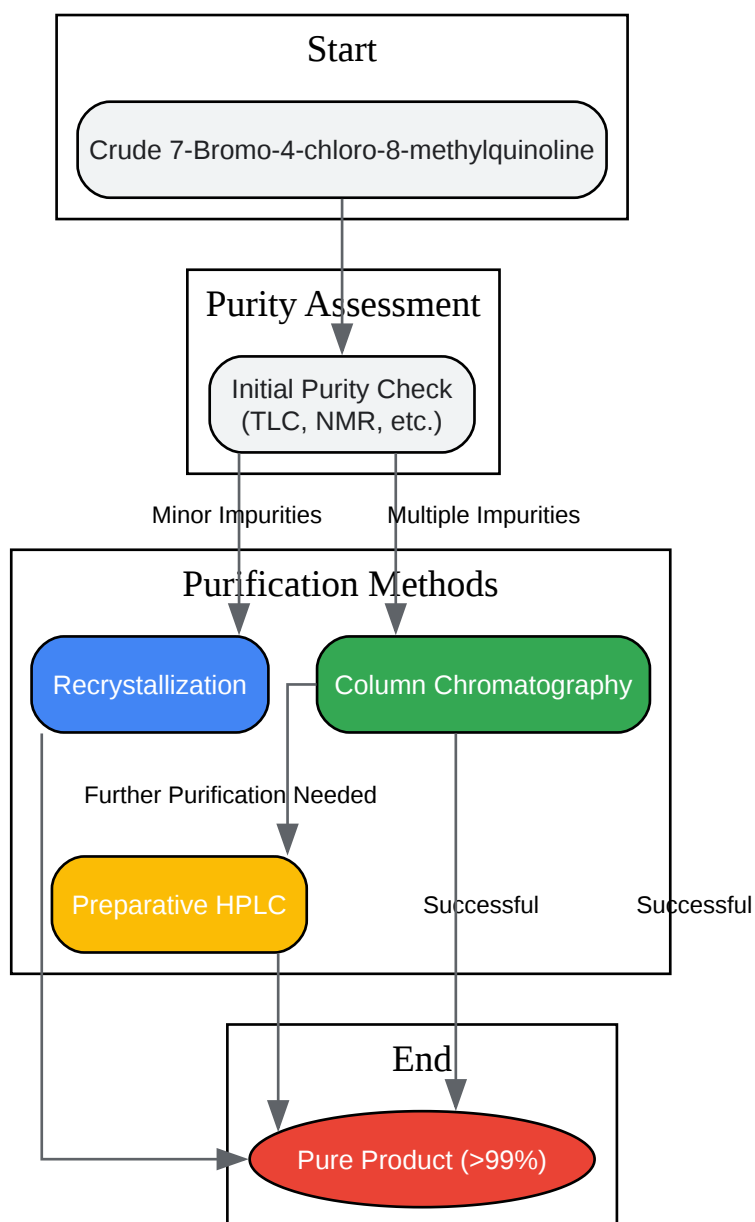 Start
Crude 7-Bromo-4-chloro-8-methylquinoline
Purity Assessment
Initial Purity Check
(TLC, NMR, etc.)
Minor Impurities
Multiple Impurities
Purification Methods
Recrystallization
Column Chromatography
Further Purification Needed
Preparative HPLC
Successful
Successful
End
Pure Product (>99%)